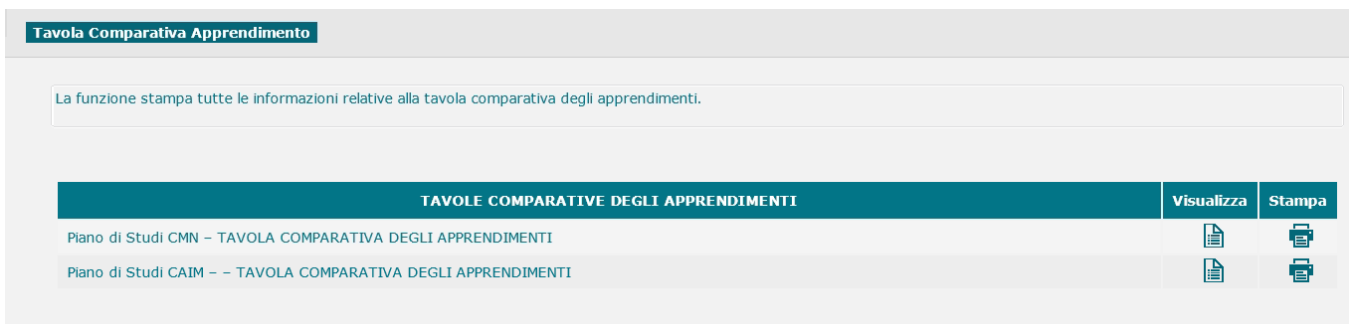 Tavola Comparativa Apprendimento
La funzione stampa tutte le informazioni relative alla tavola comparativa degli apprendimenti.
TAVOLE COMPARATIVE DEGLI APPRENDIMENTI Visualizza Stampa
Piano di Studi CMN – TAVOLA COMPARATIVA DEGLI APPRENDIMENTI
Piano di Studi CAIM – – TAVOLA COMPARATIVA DEGLI APPRENDIMENTI